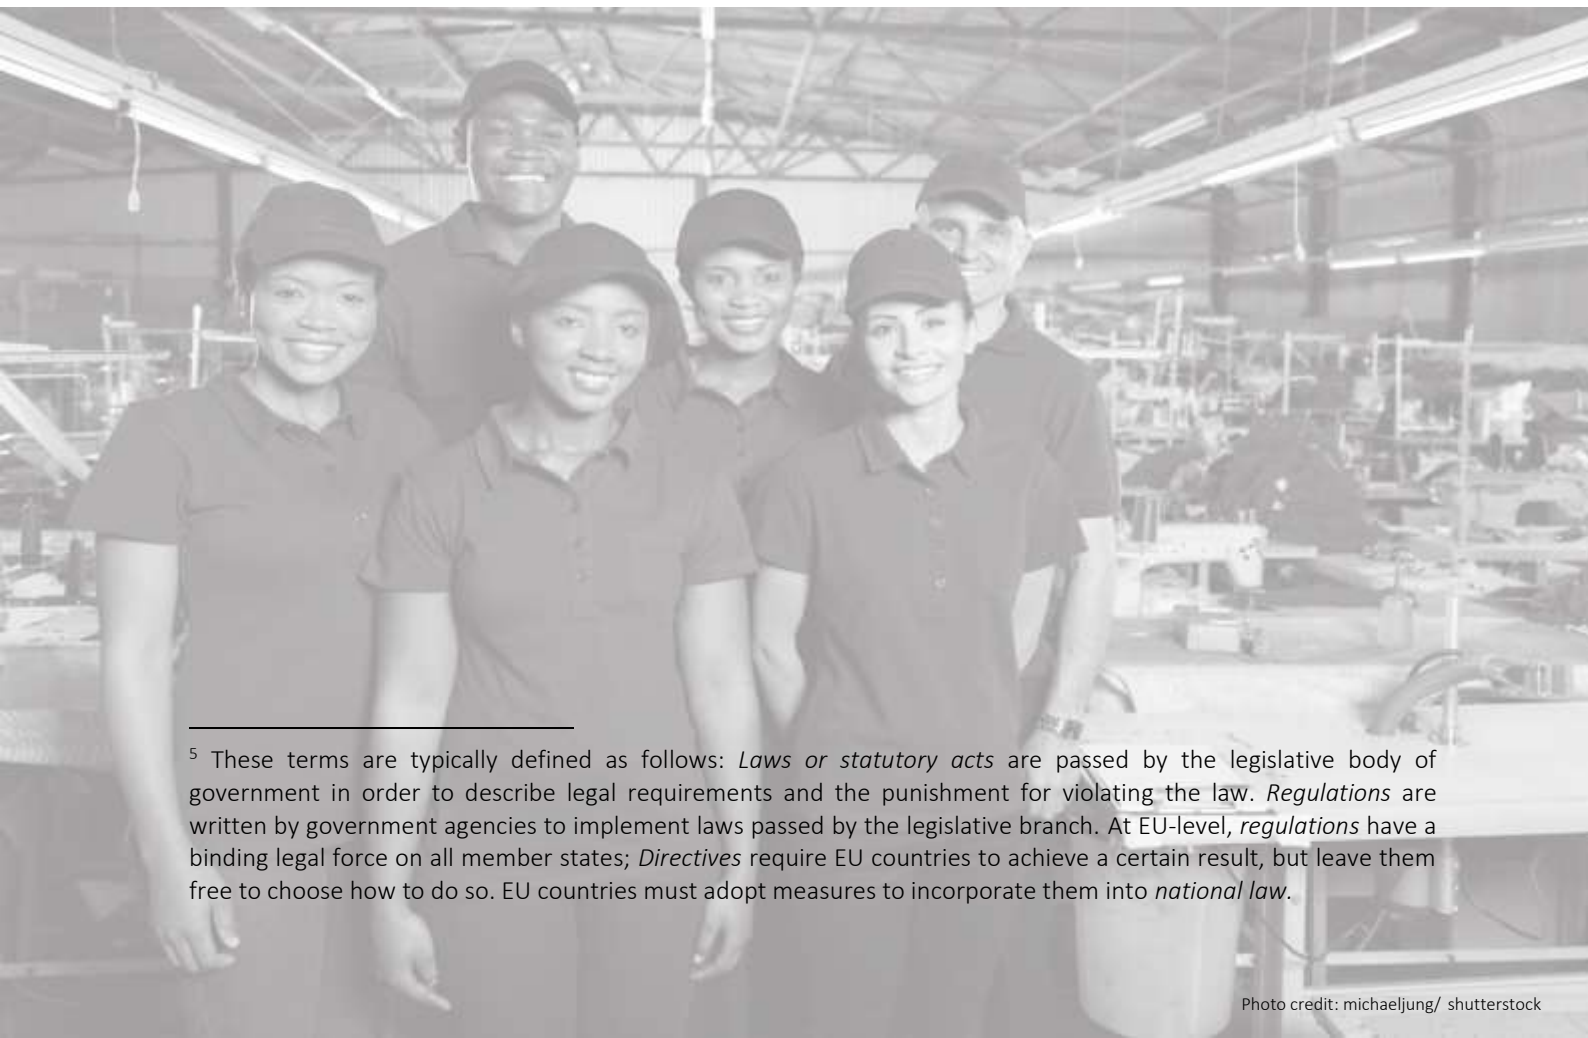 5 These terms are typically defined as follows: Laws or statutory acts are passed by the legislative body of
government in order to describe legal requirements and the punishment for violating the law. Regulations are
written by government agencies to implement laws passed by the legislative branch. At EU-level, regulations have a
binding legal force on all member states; Directives require EU countries to achieve a certain result, but leave them
free to choose how to do so. EU countries must adopt measures to incorporate them into national law.
Photo credit: michaeljung/ shutterstock